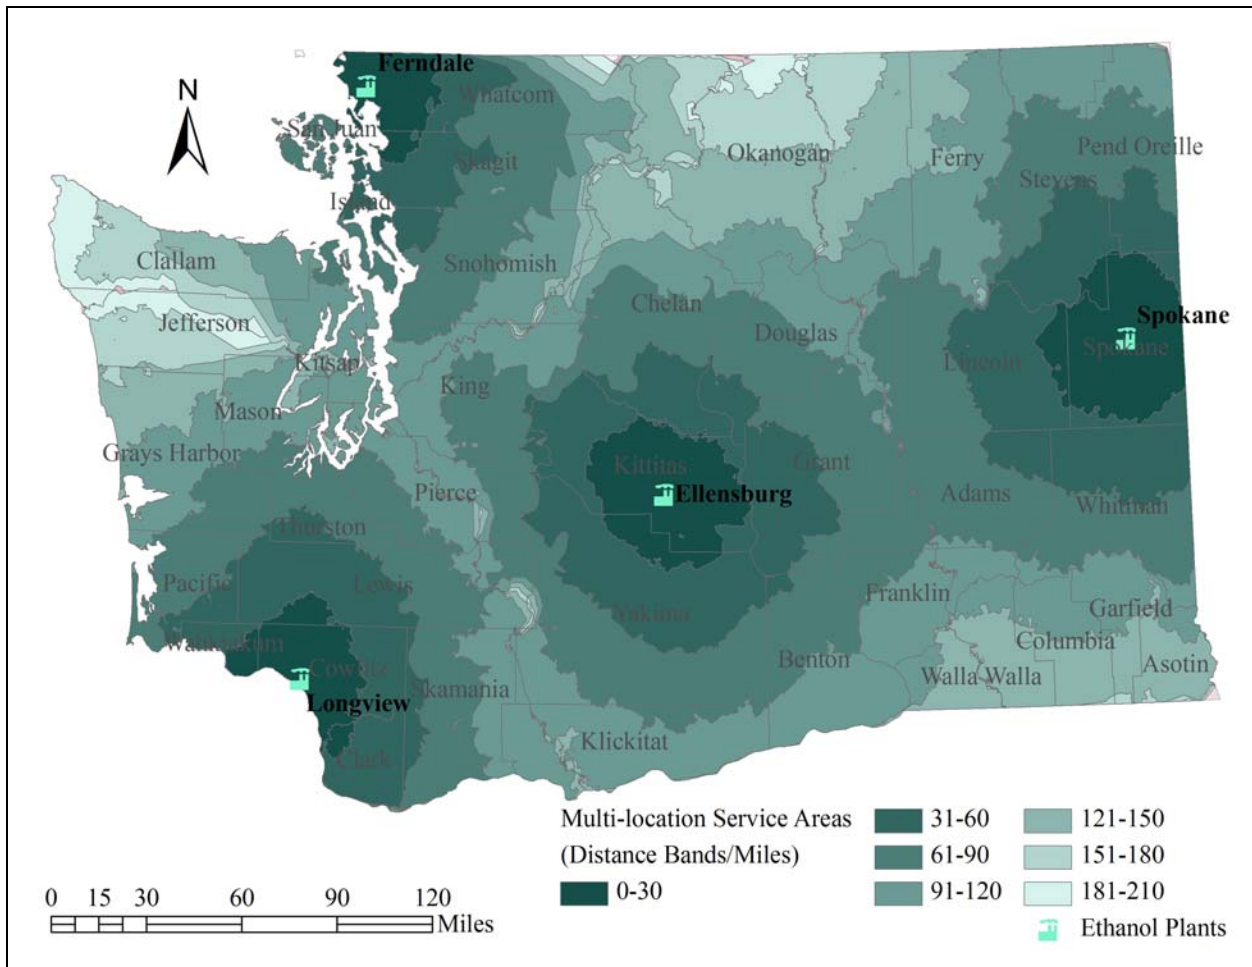 Ferndale
N
Whatcom
San Juan
Skagit
Okanogan
Ferry
Pend Oreille
Stevens
Island
Clallam
Snohomish
Chelan
Jefferson
Douglas
Spokane
Spokane
Kitsap
Lincoln
King
Mason
Grays Harbor
Kittitas
Grant
Ellensburg
Pierce
Adams
Whitman
Thurston
Pacific
Lewis
Yakima
Franklin
Garfield
Wahkiakum
Columbia
Cowlitz
Benton
Asotin
Walla Walla
Skamania
Longview
Klickitat
Clark
Multi-location Service Areas
(Distance Bands/Miles)
0-30
31-60
61-90
91-120
121-150
151-180
181-210
Ethanol Plants
0 15 30 60 90 120
Miles